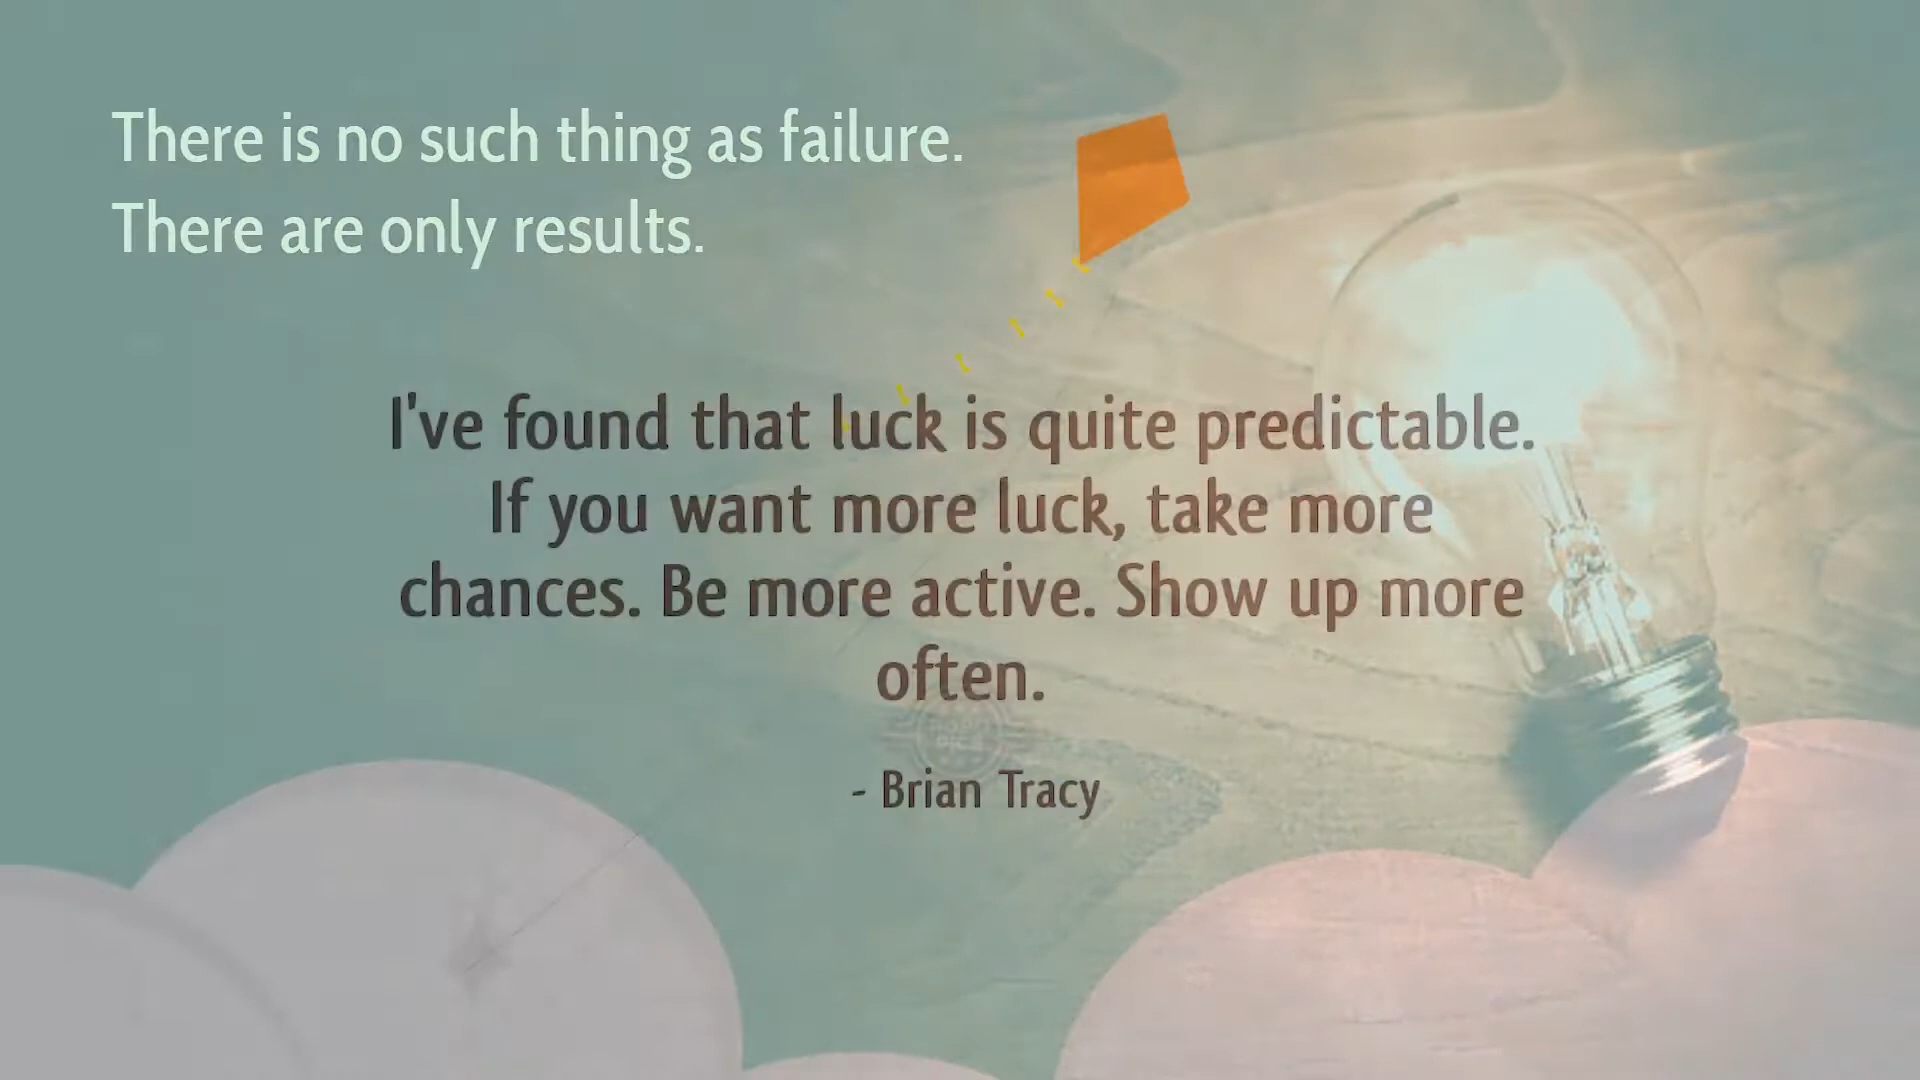 There is no such thing as failure.
There are only results.
I've found that luck is quite predictable.
If you want more luck, take more
chances. Be more active. Show up more
often.
- Brian Tracy